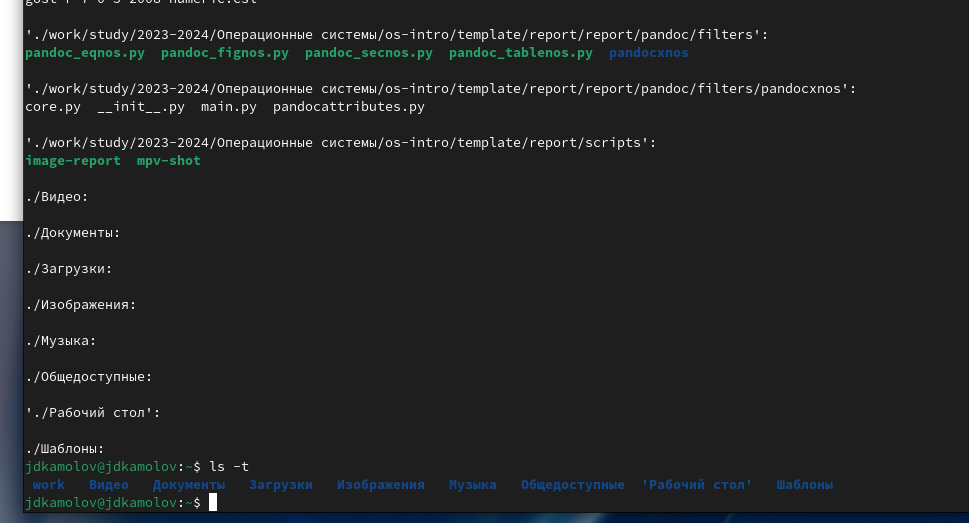 './work/study/2023-2024/Операционные системы/os-intro/template/report/report/pandoc/filters':
pandoc_eqnos.py  pandoc_fignos.py  pandoc_secnos.py  pandoc_tablenos.py  pandocxnos
'./work/study/2023-2024/Операционные системы/os-intro/template/report/report/pandoc/filters/pandocxnos':
core.py  __init__.py  main.py  pandocattributes.py
'./work/study/2023-2024/Операционные системы/os-intro/template/report/scripts':
image-report  mpv-shot
./Видео:
./Документы:
./Загрузки:
./Изображения:
./Музыка:
./Общедоступные:
'./Рабочий стол':
./Шаблоны:
jdkamolov@jdkamolov:~$ ls -t
work   Видео   Документы   Загрузки   Изображения   Музыка   Общедоступные  'Рабочий стол'   Шаблоны
jdkamolov@jdkamolov:~$